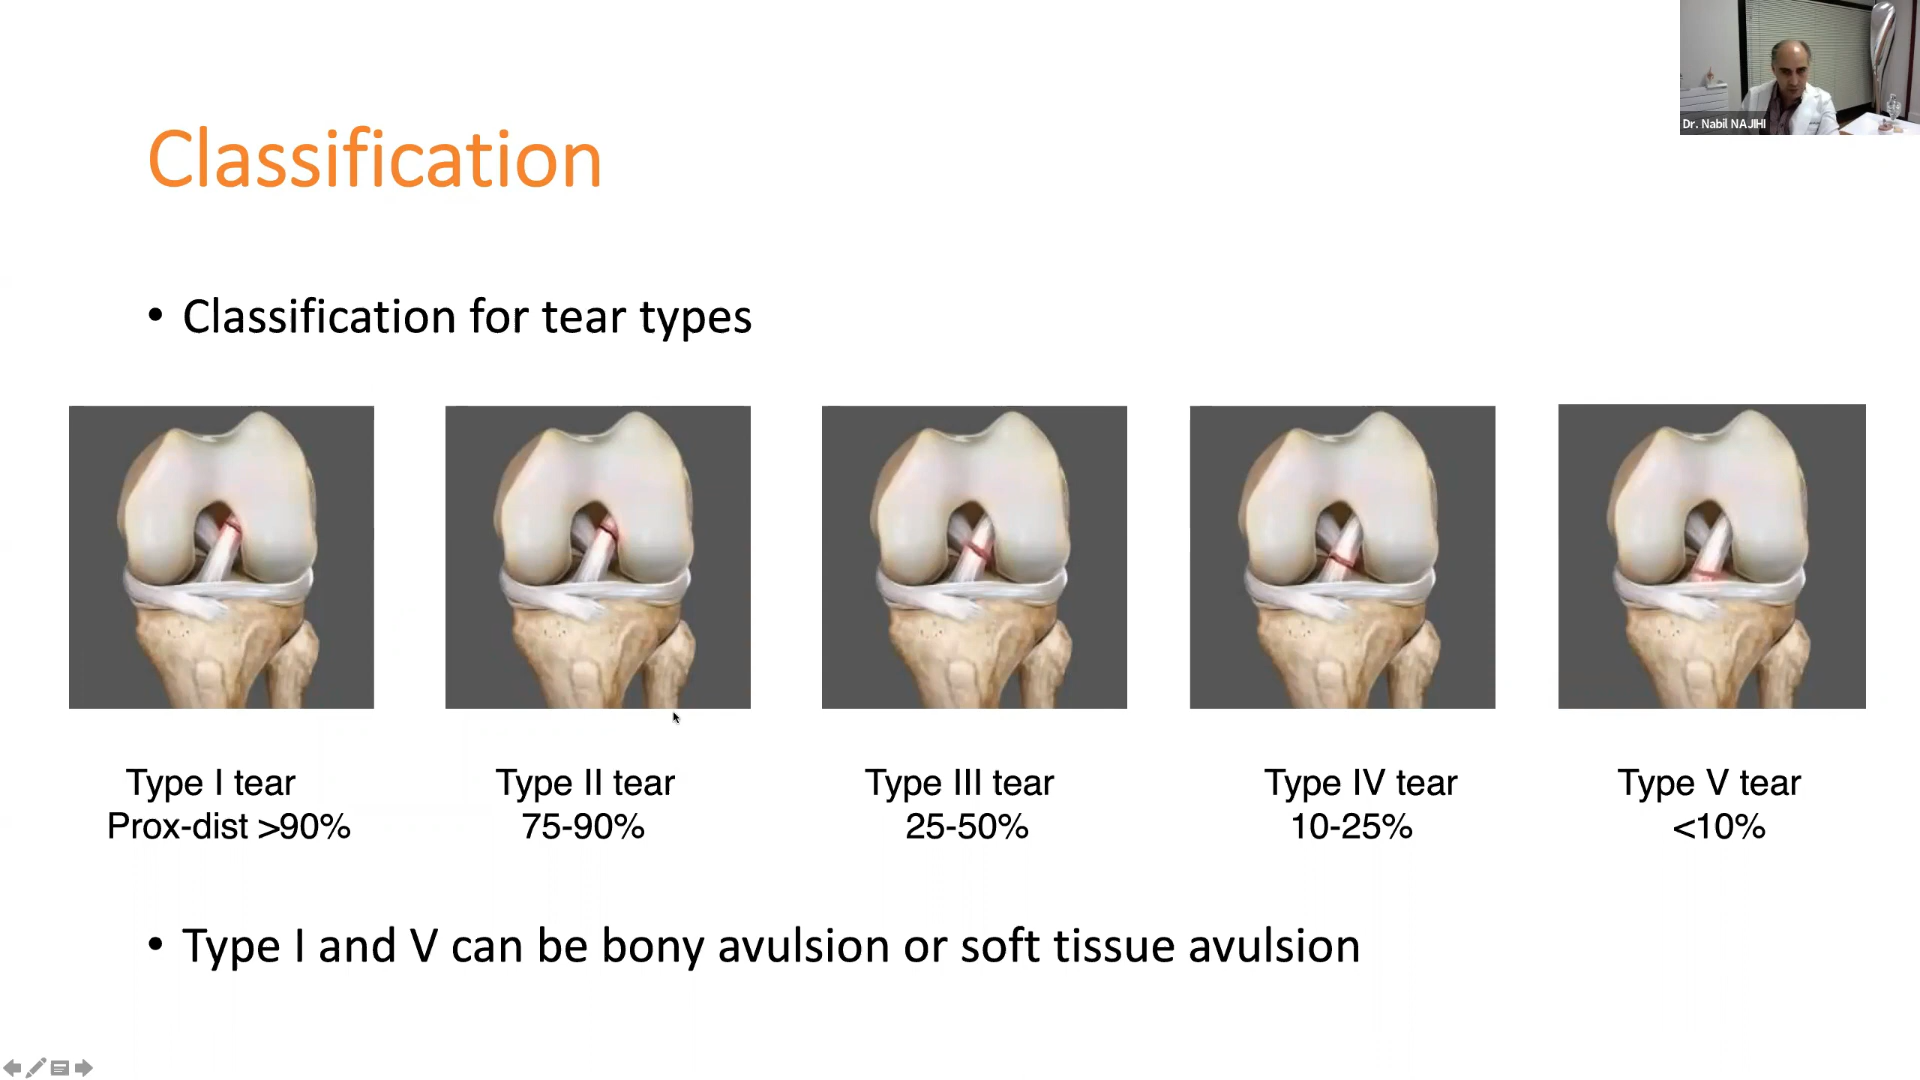 Dr. Nabil NAJIHI
Classification
• Classification for tear types
Type I tear
Prox-dist >90%
Type II tear
75-90%
Type III tear
25-50%
Type IV tear
10-25%
Type V tear
<10%
• Type I and V can be bony avulsion or soft tissue avulsion